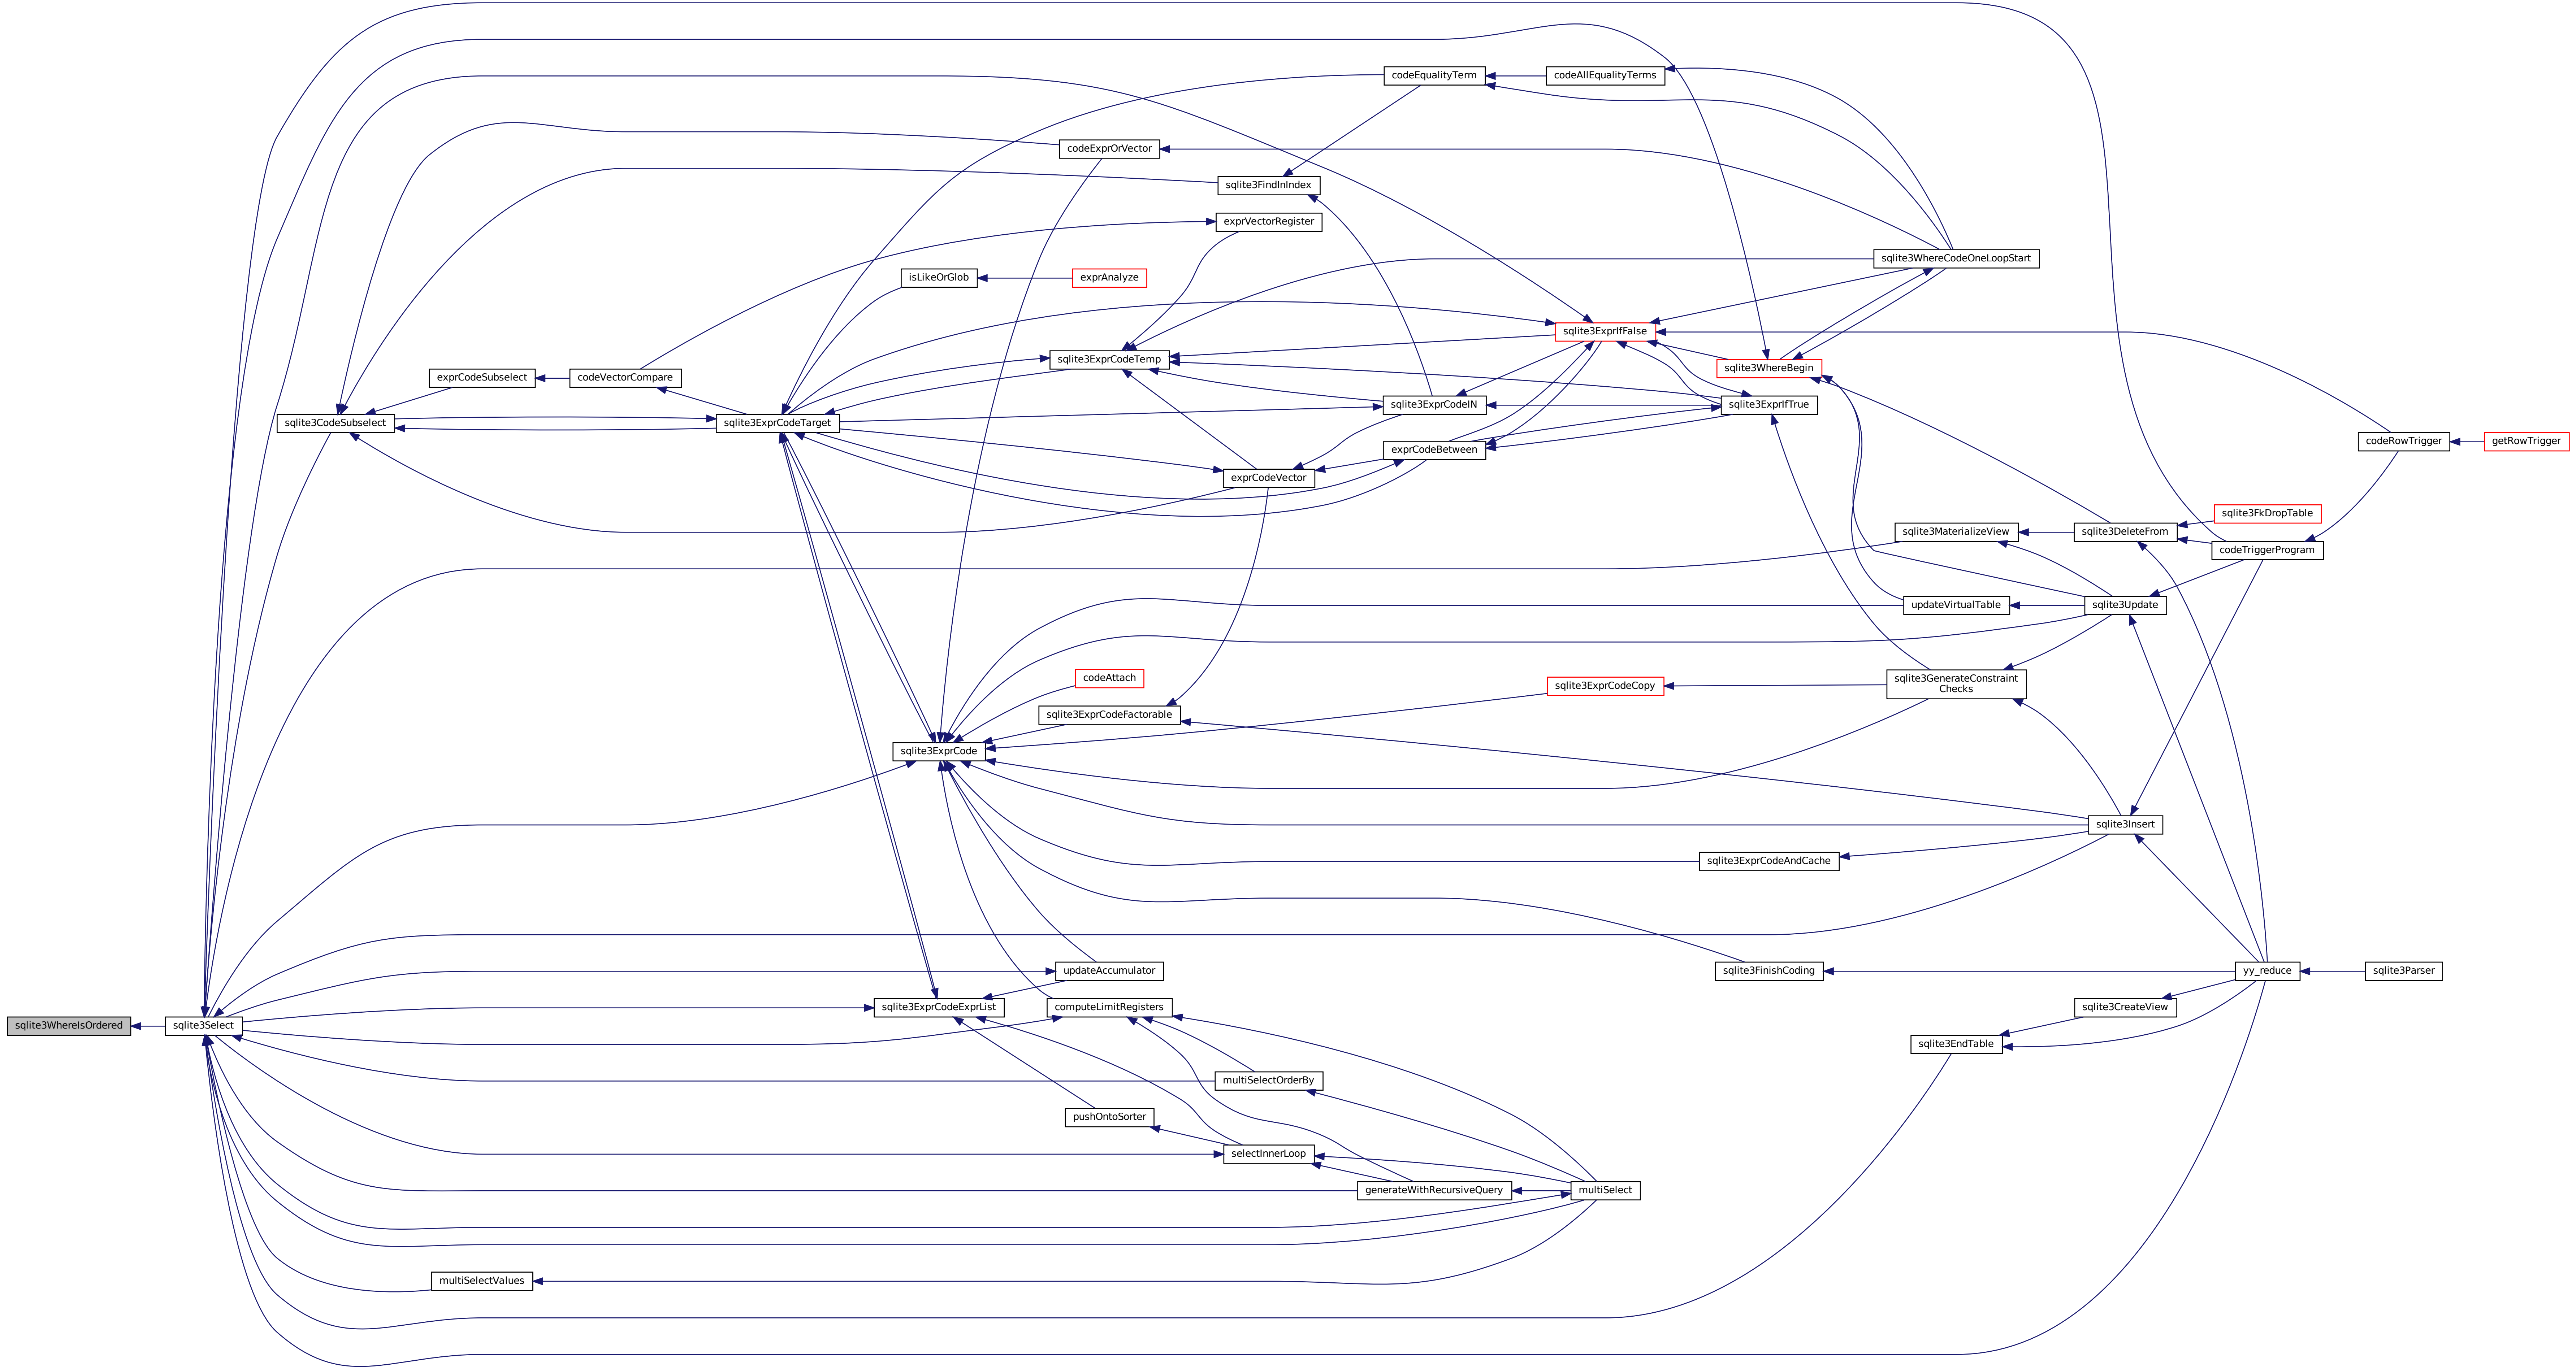 codeEqualityTerm
codeAllEqualityTerms
codeExprOrVector
sqlite3FindInIndex
exprVectorRegister
sqlite3WhereCodeOneLoopStart
isLikeOrGlob
exprAnalyze
sqlite3ExprIfFalse
sqlite3ExprCodeTemp
sqlite3WhereBegin
exprCodeSubselect
codeVectorCompare
sqlite3ExprCodeIN
sqlite3ExprIfTrue
sqlite3CodeSubselect
sqlite3ExprCodeTarget
codeRowTrigger
getRowTrigger
exprCodeBetween
exprCodeVector
sqlite3FkDropTable
sqlite3MaterializeView
sqlite3DeleteFrom
codeTriggerProgram
updateVirtualTable
sqlite3Update
codeAttach
sqlite3ExprCodeCopy
sqlite3GenerateConstraint
Checks
sqlite3ExprCodeFactorable
sqlite3ExprCode
sqlite3Insert
sqlite3ExprCodeAndCache
updateAccumulator
sqlite3FinishCoding
yy_reduce
sqlite3Parser
sqlite3ExprCodeExprList
computeLimitRegisters
sqlite3CreateView
sqlite3WhereIsOrdered
sqlite3Select
sqlite3EndTable
multiSelectOrderBy
pushOntoSorter
selectInnerLoop
generateWithRecursiveQuery
multiSelect
multiSelectValues